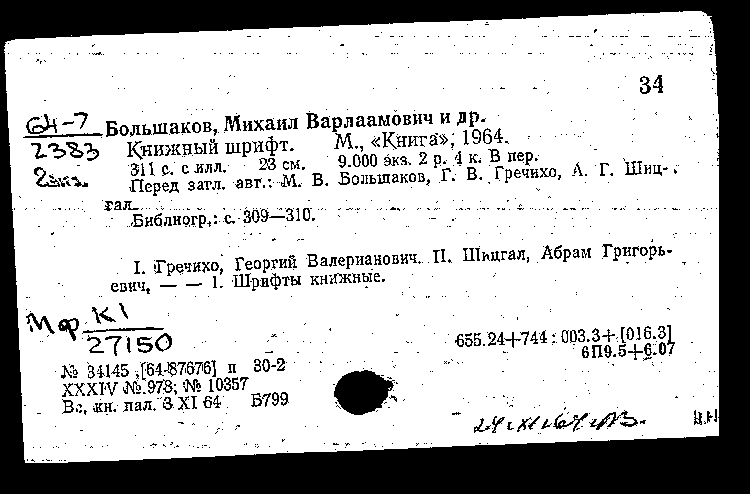 34
64-7 Большаков, Михаил Варлаамович и др.
2383 Книжный шрифт. М., «Книга», 1964.
2экз. 311 с. с илл. 23 см. 9.000 экз. 2 р. 4 к. В пер.
Перед загл. авт.: М. В. Большаков, Г. В. Гречихо, А. Г. Шиц-
гал.
Библиогр.: с. 309—310.
I. Гречихо, Георгий Валерианович. II. Шицгал, Абрам Григорь-
евич. — — 1. Шрифты книжные.
Мф. К1
27150
655.24+744 : 003.3+[016.3]
6П9.5+6.07
№ 34145 [64-87676] п 30-2
XXXIV № 978; № 10357
Вс. кн. пал. 3 XI 64 Б799